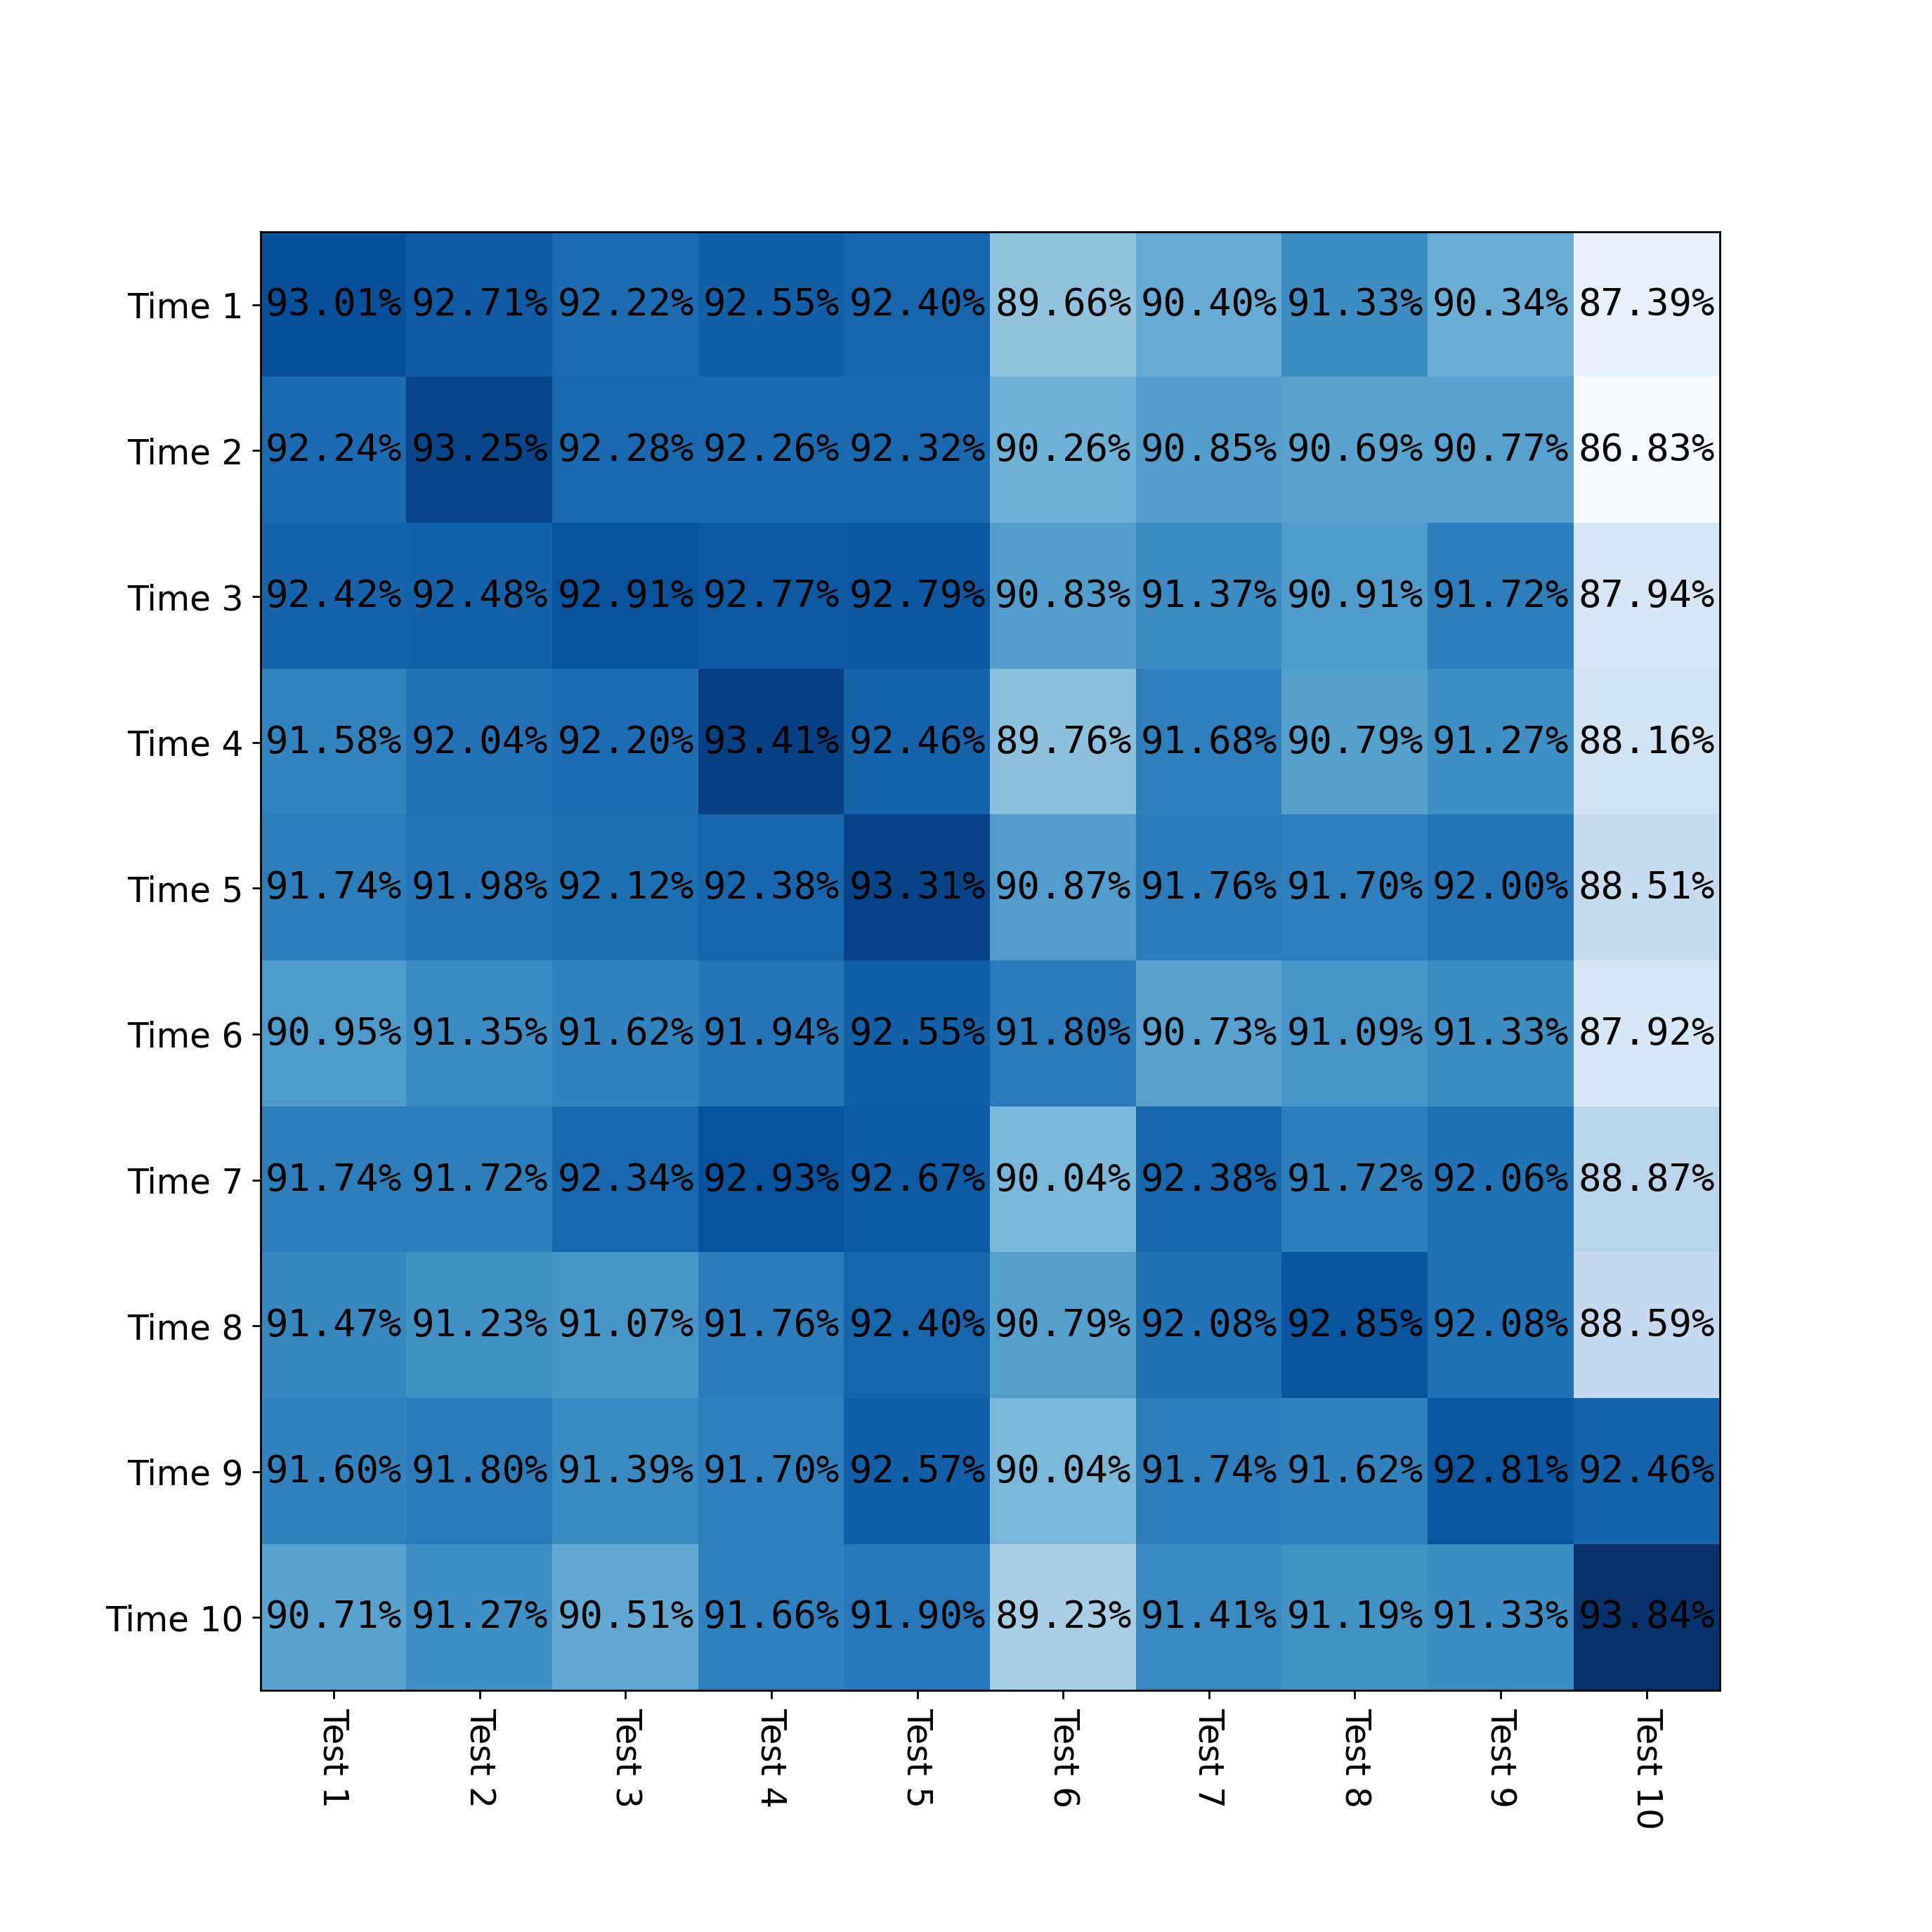 Time 1 93.01% 92.71% 92.22% 92.55% 92.40% 89.66% 90.40% 91.33% 90.34% 87.39%
Time 2 92.24% 93.25% 92.28% 92.26% 92.32% 90.26% 90.85% 90.69% 90.77% 86.83%
Time 3 92.42% 92.48% 92.91% 92.77% 92.79% 90.83% 91.37% 90.91% 91.72% 87.94%
Time 4 91.58% 92.04% 92.20% 93.41% 92.46% 89.76% 91.68% 90.79% 91.27% 88.16%
Time 5 91.74% 91.98% 92.12% 92.38% 93.31% 90.87% 91.76% 91.70% 92.00% 88.51%
Time 6 90.95% 91.35% 91.62% 91.94% 92.55% 91.80% 90.73% 91.09% 91.33% 87.92%
Time 7 91.74% 91.72% 92.34% 92.93% 92.67% 90.04% 92.38% 91.72% 92.06% 88.87%
Time 8 91.47% 91.23% 91.07% 91.76% 92.40% 90.79% 92.08% 92.85% 92.08% 88.59%
Time 9 91.60% 91.80% 91.39% 91.70% 92.57% 90.04% 91.74% 91.62% 92.81% 92.46%
Time 10 90.71% 91.27% 90.51% 91.66% 91.90% 89.23% 91.41% 91.19% 91.33% 93.84%
Test 1 Test 2 Test 3 Test 4 Test 5 Test 6 Test 7 Test 8 Test 9 Test 10